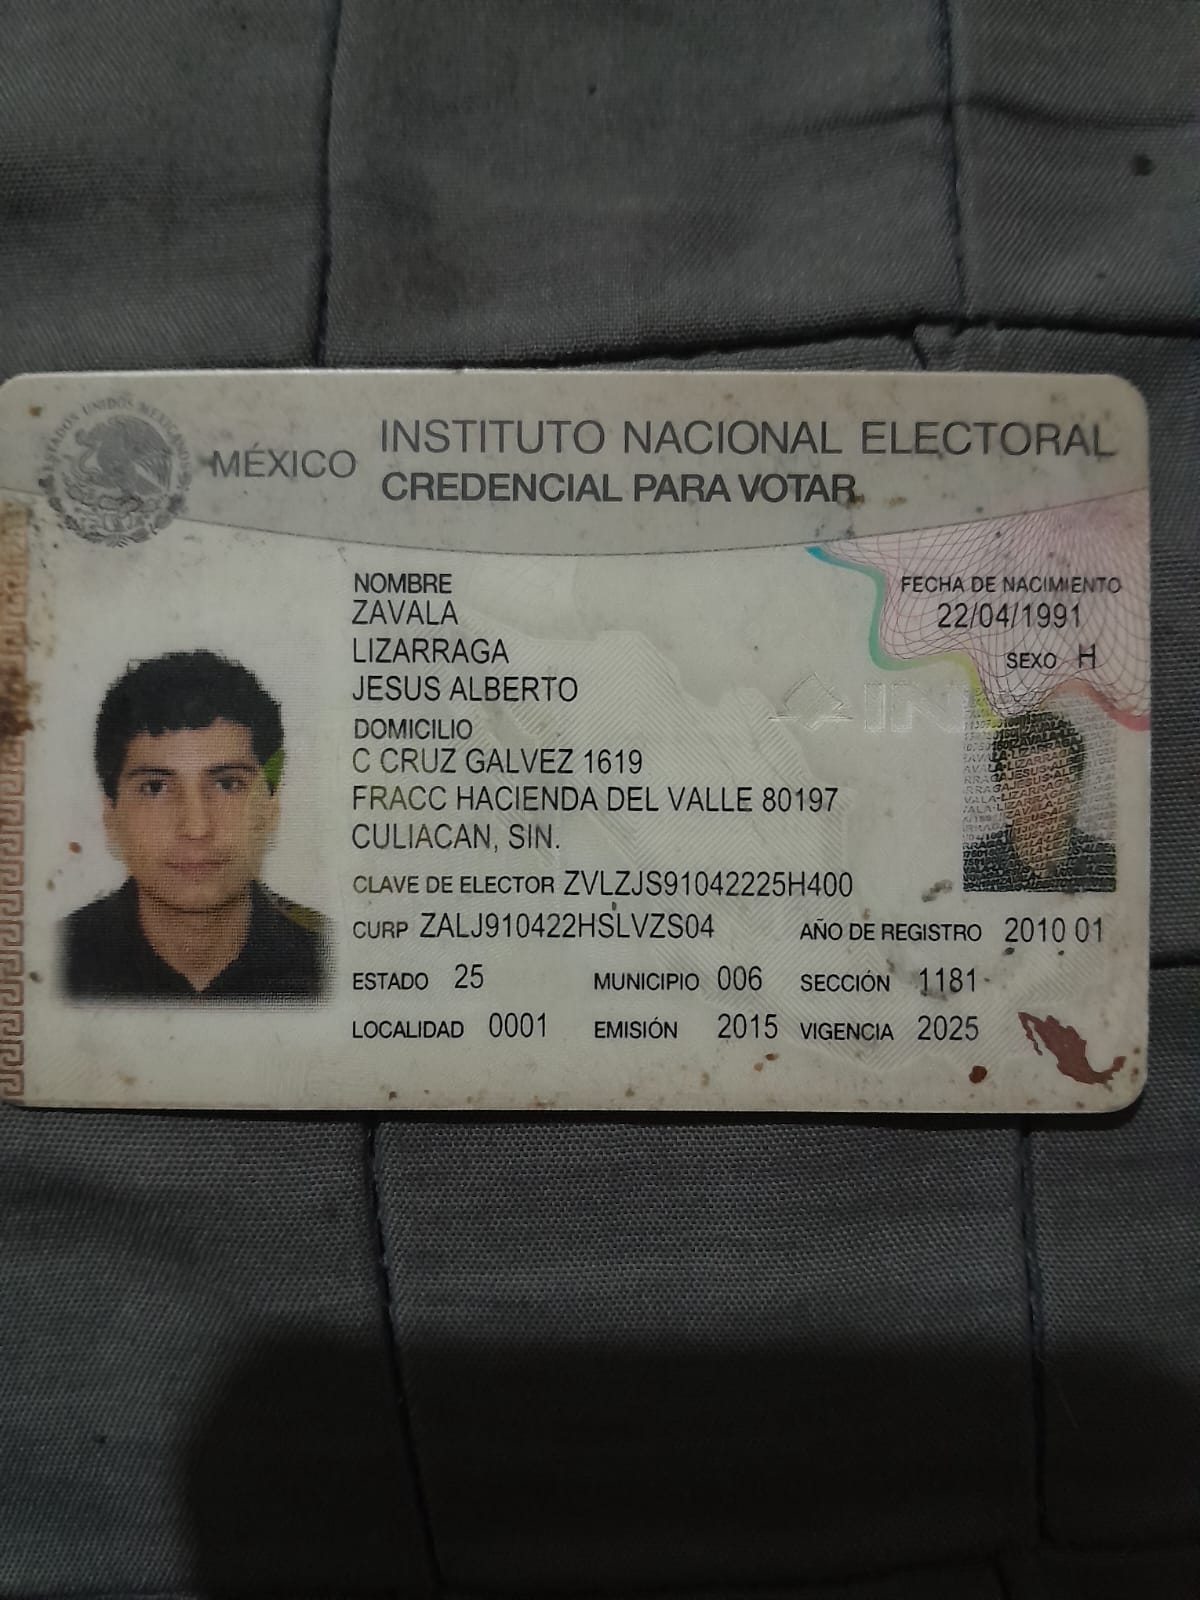 ESTADOS UNIDOS MEXICANOS
MÉXICO
INSTITUTO NACIONAL ELECTORAL
CREDENCIAL PARA VOTAR
NOMBRE
ZAVALA
LIZARRAGA
JESUS ALBERTO
FECHA DE NACIMIENTO
22/04/1991
SEXO H
DOMICILIO
C CRUZ GALVEZ 1619
FRACC HACIENDA DEL VALLE 80197
CULIACAN, SIN.
INE
CLAVE DE ELECTOR ZVLZJS91042225H400
CURP ZALJ910422HSLVZS04 AÑO DE REGISTRO 2010 01
ESTADO 25 MUNICIPIO 006 SECCIÓN 1181
LOCALIDAD 0001 EMISIÓN 2015 VIGENCIA 2025